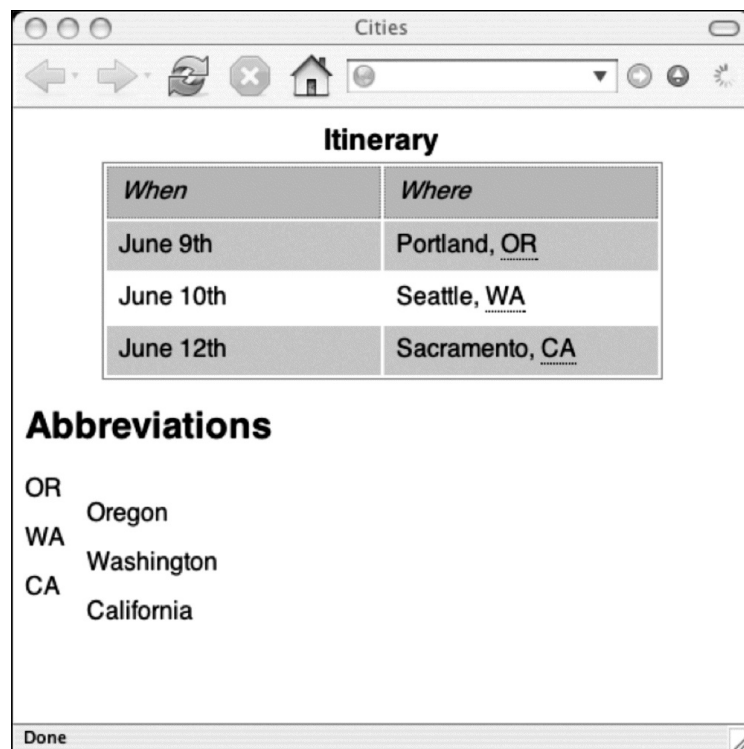 Cities
Itinerary
When Where
June 9th Portland, OR
June 10th Seattle, WA
June 12th Sacramento, CA
Abbreviations
OR
Oregon
WA
Washington
CA
California
Done